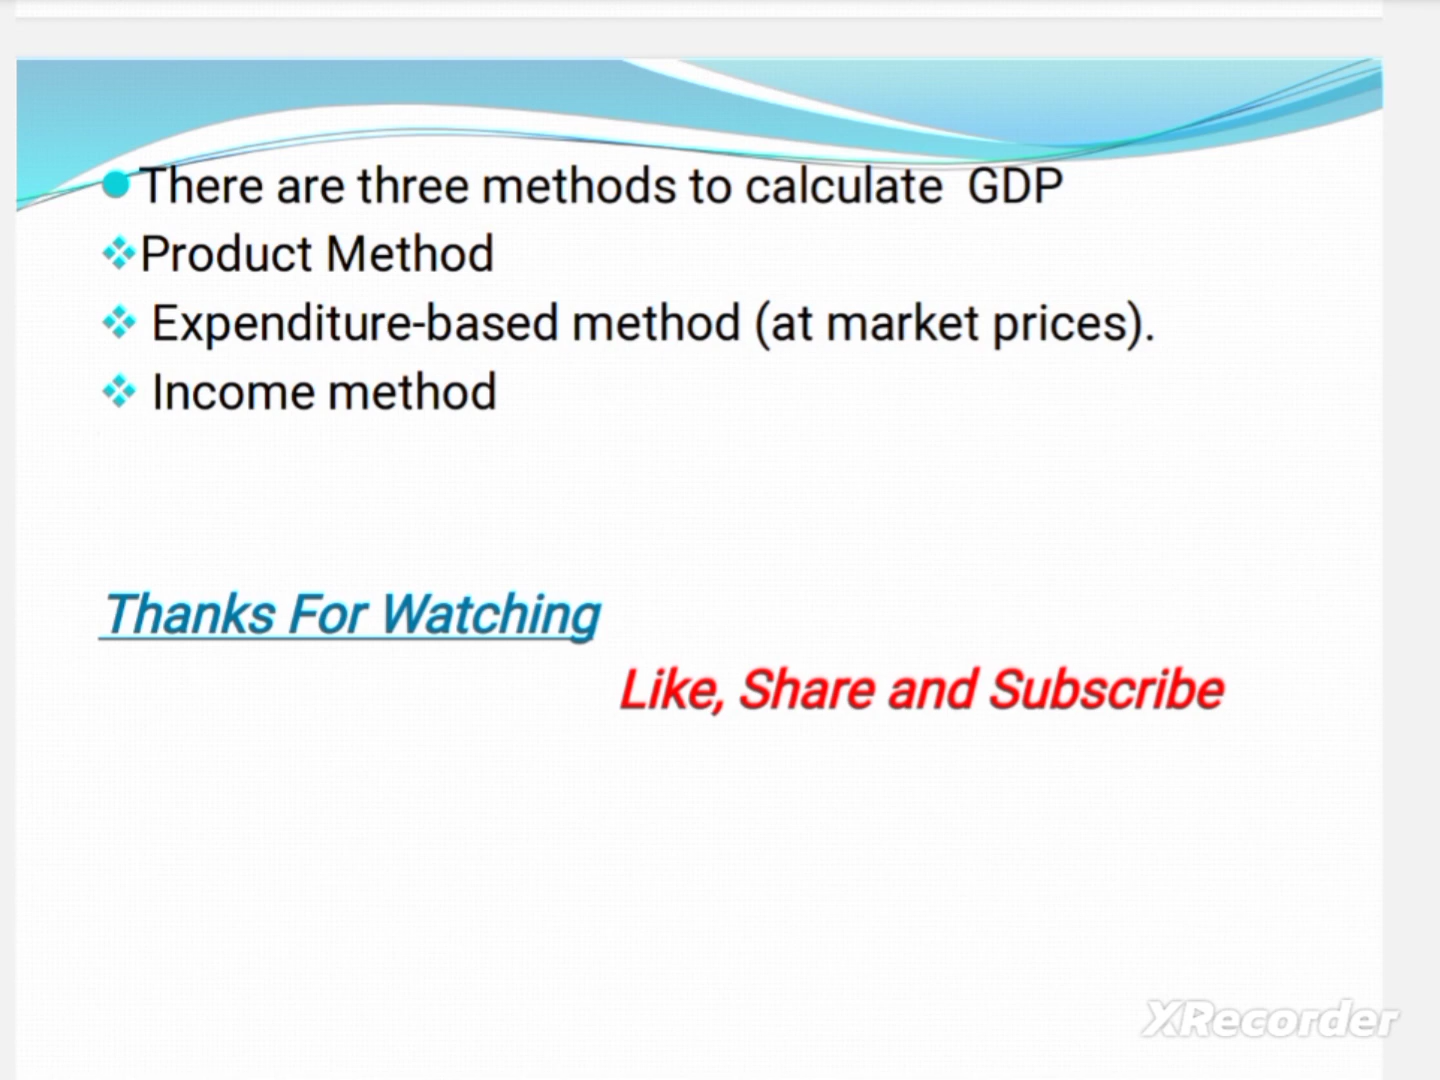 There are three methods to calculate GDP
Product Method
Expenditure-based method (at market prices).
Income method
Thanks For Watching
Like, Share and Subscribe
XRecorder